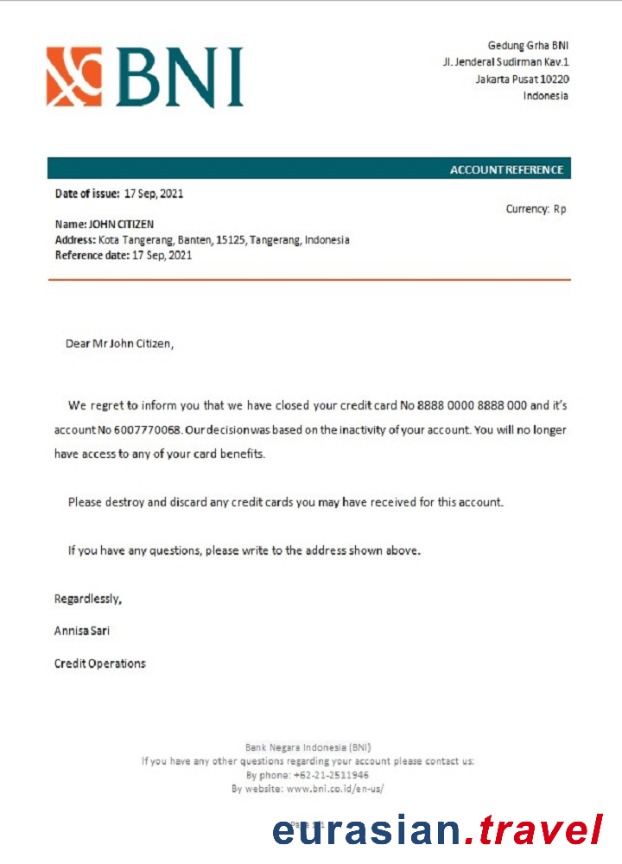 BNI
Gedung Grha BNI
Jl. Jenderal Sudirman Kav.1
Jakarta Pusat 10220
Indonesia
ACCOUNT REFERENCE
Date of issue: 17 Sep, 2021
Currency: Rp
Name: JOHN CITIZEN
Address: Kota Tangerang, Banten, 15125, Tangerang, Indonesia
Reference date: 17 Sep, 2021
Dear Mr John Citizen,
We regret to inform you that we have closed your credit card No 8888 0000 8888 000 and it's
account No 6007770068. Our decision was based on the inactivity of your account. You will no longer
have access to any of your card benefits.
Please destroy and discard any credit cards you may have received for this account.
If you have any questions, please write to the address shown above.
Regardlessly,
Annisa Sari
Credit Operations
Bank Negara Indonesia (BNI)
If you have any other questions regarding your account please contact us:
By phone: +62-21-2511946
By website: www.bni.co.id/en-us/
eurasian.travel